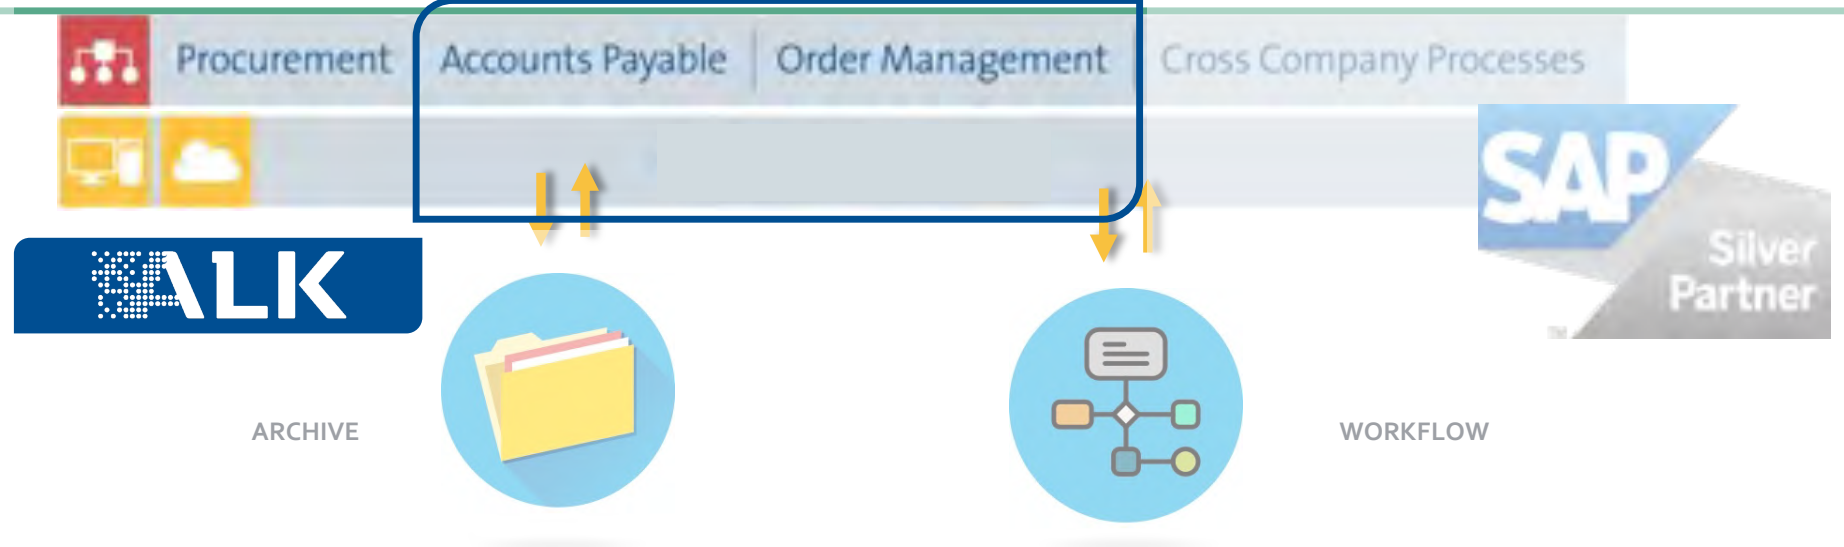 Procurement
Accounts Payable
Order Management
Cross Company Processes
SAP
Silver
Partner
ALK
ARCHIVE
WORKFLOW